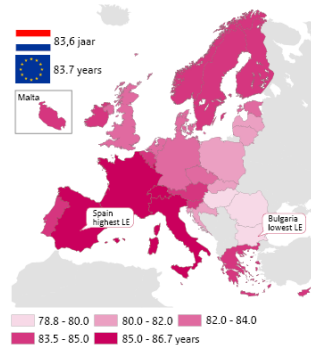 83,6 jaar
83.7 years
Malta
Spain
highest LE
Bulgaria
lowest LE
78.8 - 80.0
80.0 - 82.0
82.0 - 84.0
83.5 - 85.0
85.0 - 86.7 years